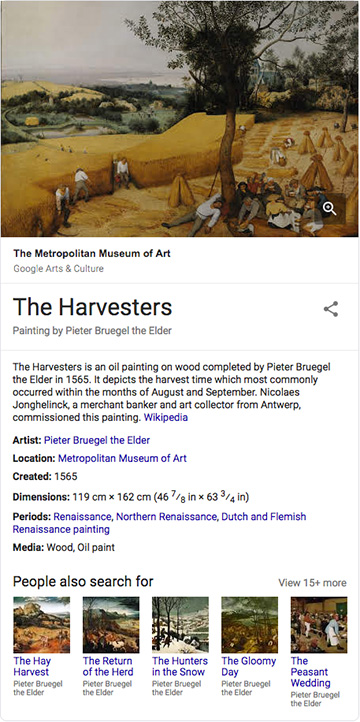 The Metropolitan Museum of Art
Google Arts & Culture
The Harvesters
Painting by Pieter Bruegel the Elder
The Harvesters is an oil painting on wood completed by Pieter Bruegel
the Elder in 1565. It depicts the harvest time which most commonly
occurred within the months of August and September. Nicolaes
Jonghelinck, a merchant banker and art collector from Antwerp,
commissioned this painting. Wikipedia
Artist: Pieter Bruegel the Elder
Location: Metropolitan Museum of Art
Created: 1565
Dimensions: 119 cm × 162 cm (46 7/8 in × 63 3/4 in)
Periods: Renaissance, Northern Renaissance, Dutch and Flemish
Renaissance painting
Media: Wood, Oil paint
People also search for View 15+ more
The Hay
Harvest
Pieter Bruegel
the Elder
The Return
of the Herd
Pieter Bruegel
the Elder
The Hunters
in the Snow
Pieter Bruegel
the Elder
The Gloomy
Day
Pieter Bruegel
the Elder
The
Peasant
Wedding
Pieter Bruegel
the Elder